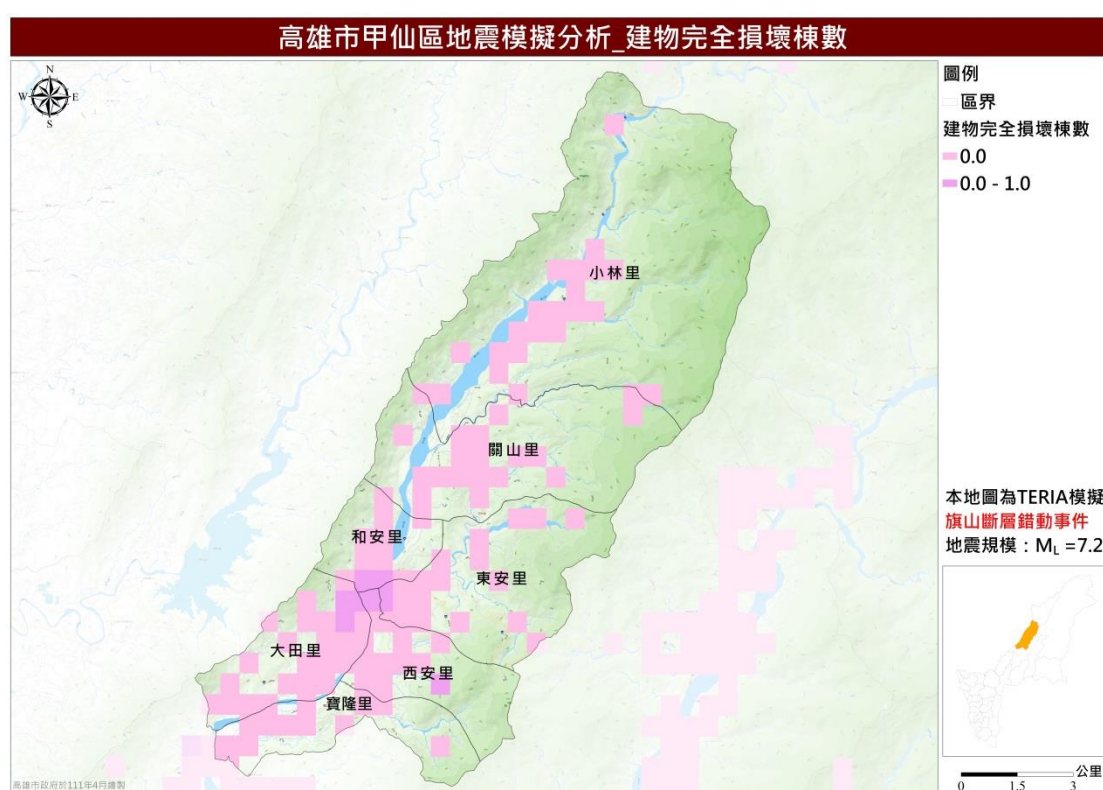 高雄市甲仙區地震模擬分析_建物完全損壞棟數
N
W
E
S
圖例
區界
建物完全損壞棟數
0.0
0.0 - 1.0
小林里
關山里
和安里
東安里
大田里
西安里
寶隆里
本地圖為TERIA模擬
旗山斷層錯動事件
地震規模：ML =7.2
公里
0 1.5 3
高雄市政府於111年4月繪製